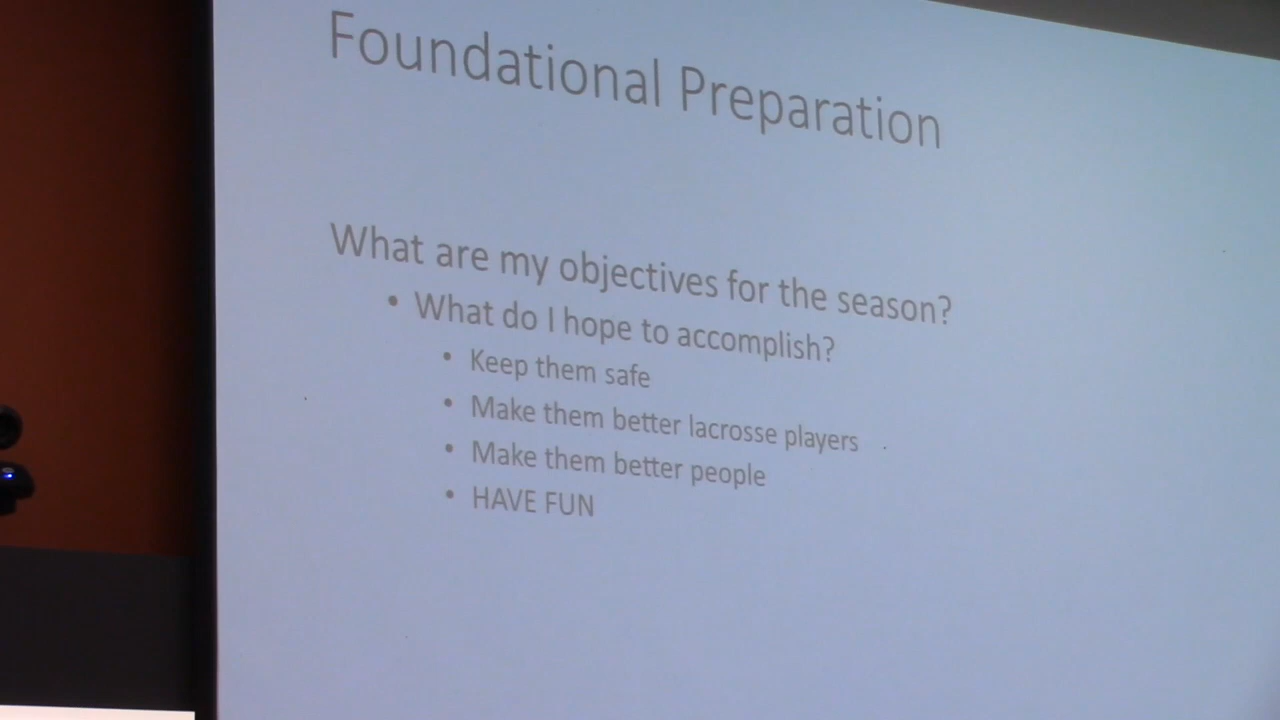 Foundational Preparation
What are my objectives for the season?
• What do I hope to accomplish?
• Keep them safe
• Make them better lacrosse players
• Make them better people
• HAVE FUN